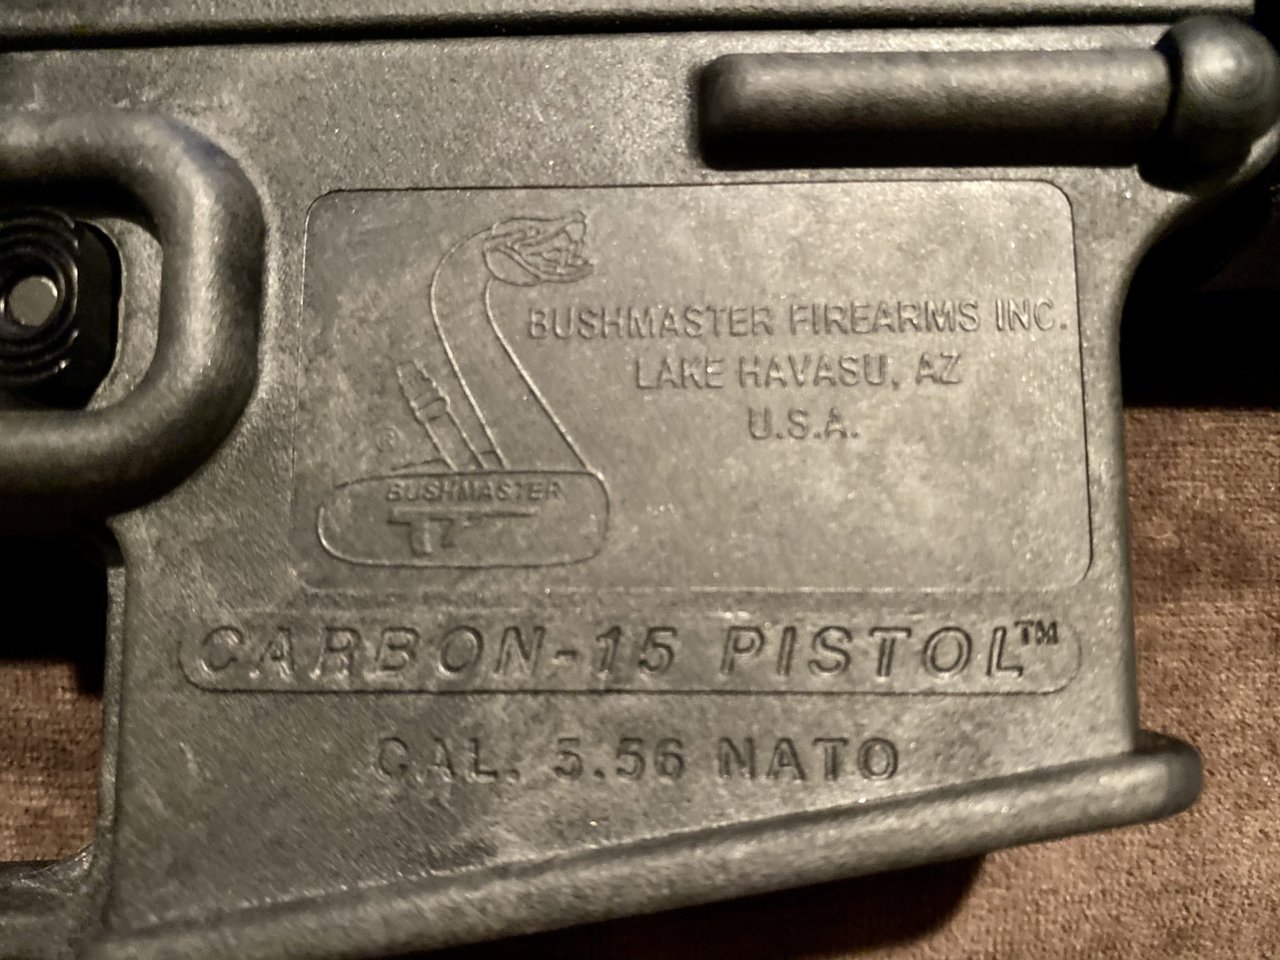 BUSHMASTER FIREARMS INC.
LAKE HAVASU, AZ
U.S.A.
®
BUSHMASTER
CARBON-15 PISTOL™
CAL. 5.56 NATO